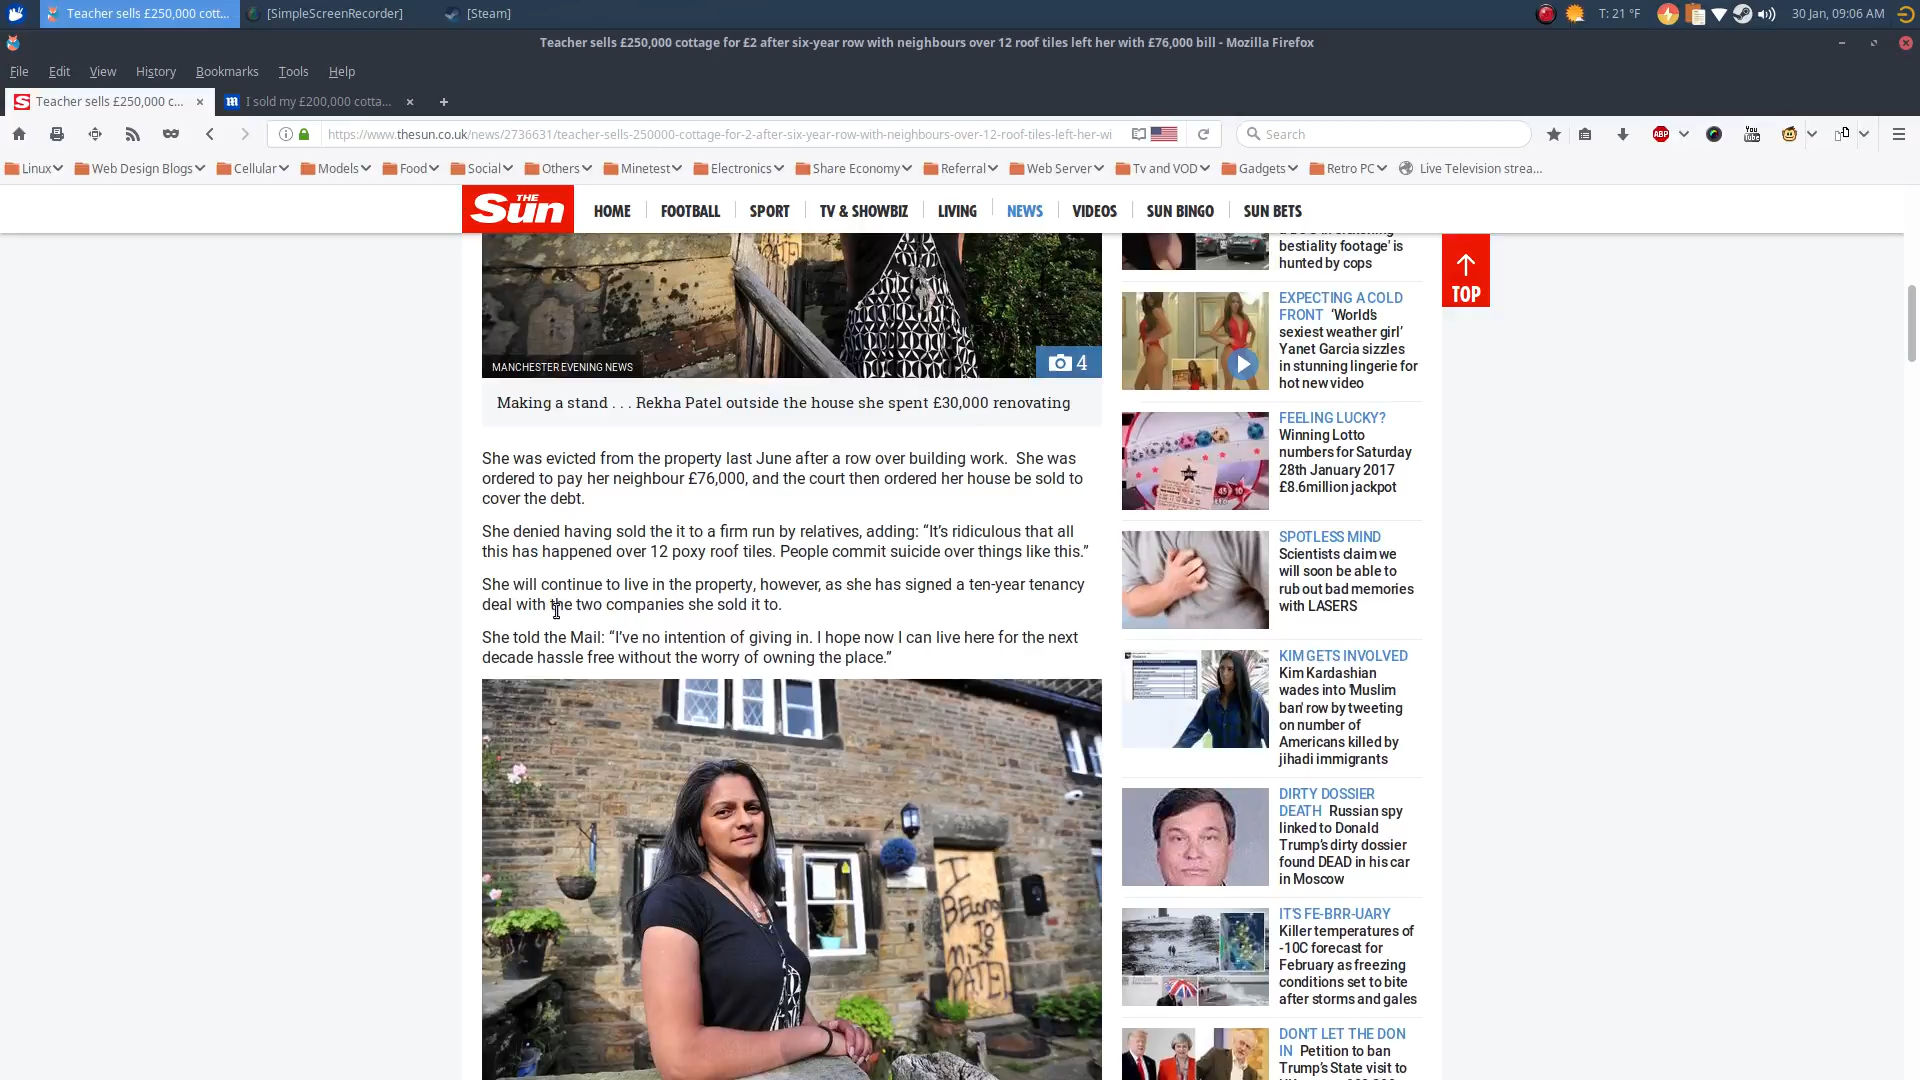 Teacher sells £250,000 cott...
[SimpleScreenRecorder]
[Steam]
T: 21 °F
30 Jan, 09:06 AM
Teacher sells £250,000 cottage for £2 after six-year row with neighbours over 12 roof tiles left her with £76,000 bill - Mozilla Firefox
File Edit View History Bookmarks Tools Help
Teacher sells £250,000 c...
I sold my £200,000 cotta...
https://www.thesun.co.uk/news/2736631/teacher-sells-250000-cottage-for-2-after-six-year-row-with-neighbours-over-12-roof-tiles-left-her-wi
Search
ABP
You
Linux Web Design Blogs Cellular Models Food Social Others Minetest Electronics Share Economy Referral Web Server Tv and VOD Gadgets Retro PC Live Television strea...
THE Sun
HOME FOOTBALL SPORT TV & SHOWBIZ LIVING NEWS VIDEOS SUN BINGO SUN BETS
MANCHESTER EVENING NEWS
4
Making a stand . . . Rekha Patel outside the house she spent £30,000 renovating
She was evicted from the property last June after a row over building work.  She was
ordered to pay her neighbour £76,000, and the court then ordered her house be sold to
cover the debt.
She denied having sold the it to a firm run by relatives, adding: “It’s ridiculous that all
this has happened over 12 poxy roof tiles. People commit suicide over things like this.”
She will continue to live in the property, however, as she has signed a ten-year tenancy
deal with the two companies she sold it to.
She told the Mail: “I’ve no intention of giving in. I hope now I can live here for the next
decade hassle free without the worry of owning the place.”
I
BELONG
TO
MISS
PATEL
bestiality footage' is
hunted by cops
EXPECTING A COLD
FRONT ‘World’s
sexiest weather girl’
Yanet Garcia sizzles
in stunning lingerie for
hot new video
FEELING LUCKY?
Winning Lotto
numbers for Saturday
28th January 2017
£8.6million jackpot
SPOTLESS MIND
Scientists claim we
will soon be able to
rub out bad memories
with LASERS
KIM GETS INVOLVED
Kim Kardashian
wades into 'Muslim
ban' row by tweeting
on number of
Americans killed by
jihadi immigrants
DIRTY DOSSIER
DEATH Russian spy
linked to Donald
Trump's dirty dossier
found DEAD in his car
in Moscow
IT'S FE-BRR-UARY
Killer temperatures of
-10C forecast for
February as freezing
conditions set to bite
after storms and gales
DON'T LET THE DON
IN Petition to ban
Trump's State visit to
TOP